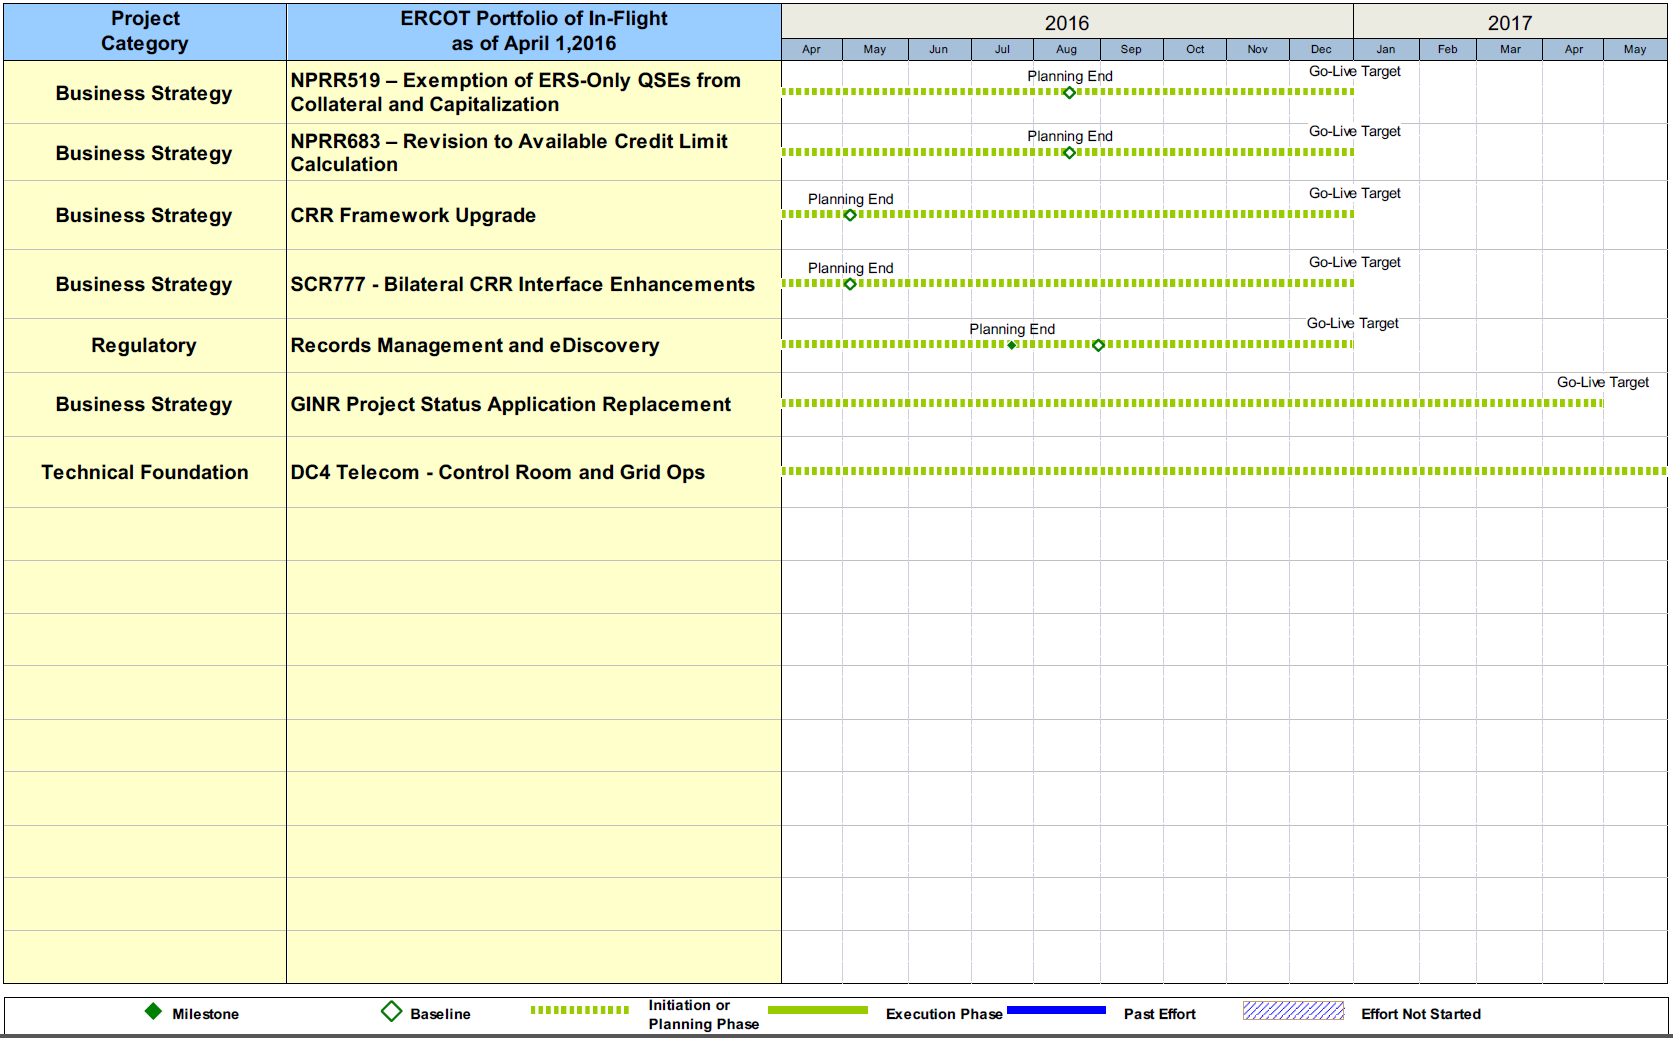 Project
Category
ERCOT Portfolio of In-Flight
as of April 1,2016
2016
2017
Apr
May
Jun
Jul
Aug
Sep
Oct
Nov
Dec
Jan
Feb
Mar
Apr
May
Business Strategy
NPRR519 – Exemption of ERS-Only QSEs from
Collateral and Capitalization
Planning End
Go-Live Target
Business Strategy
NPRR683 – Revision to Available Credit Limit
Calculation
Planning End
Go-Live Target
Business Strategy
CRR Framework Upgrade
Planning End
Go-Live Target
Business Strategy
SCR777 - Bilateral CRR Interface Enhancements
Planning End
Go-Live Target
Regulatory
Records Management and eDiscovery
Planning End
Go-Live Target
Business Strategy
GINR Project Status Application Replacement
Go-Live Target
Technical Foundation
DC4 Telecom - Control Room and Grid Ops
Milestone
Baseline
Initiation or
Planning Phase
Execution Phase
Past Effort
Effort Not Started